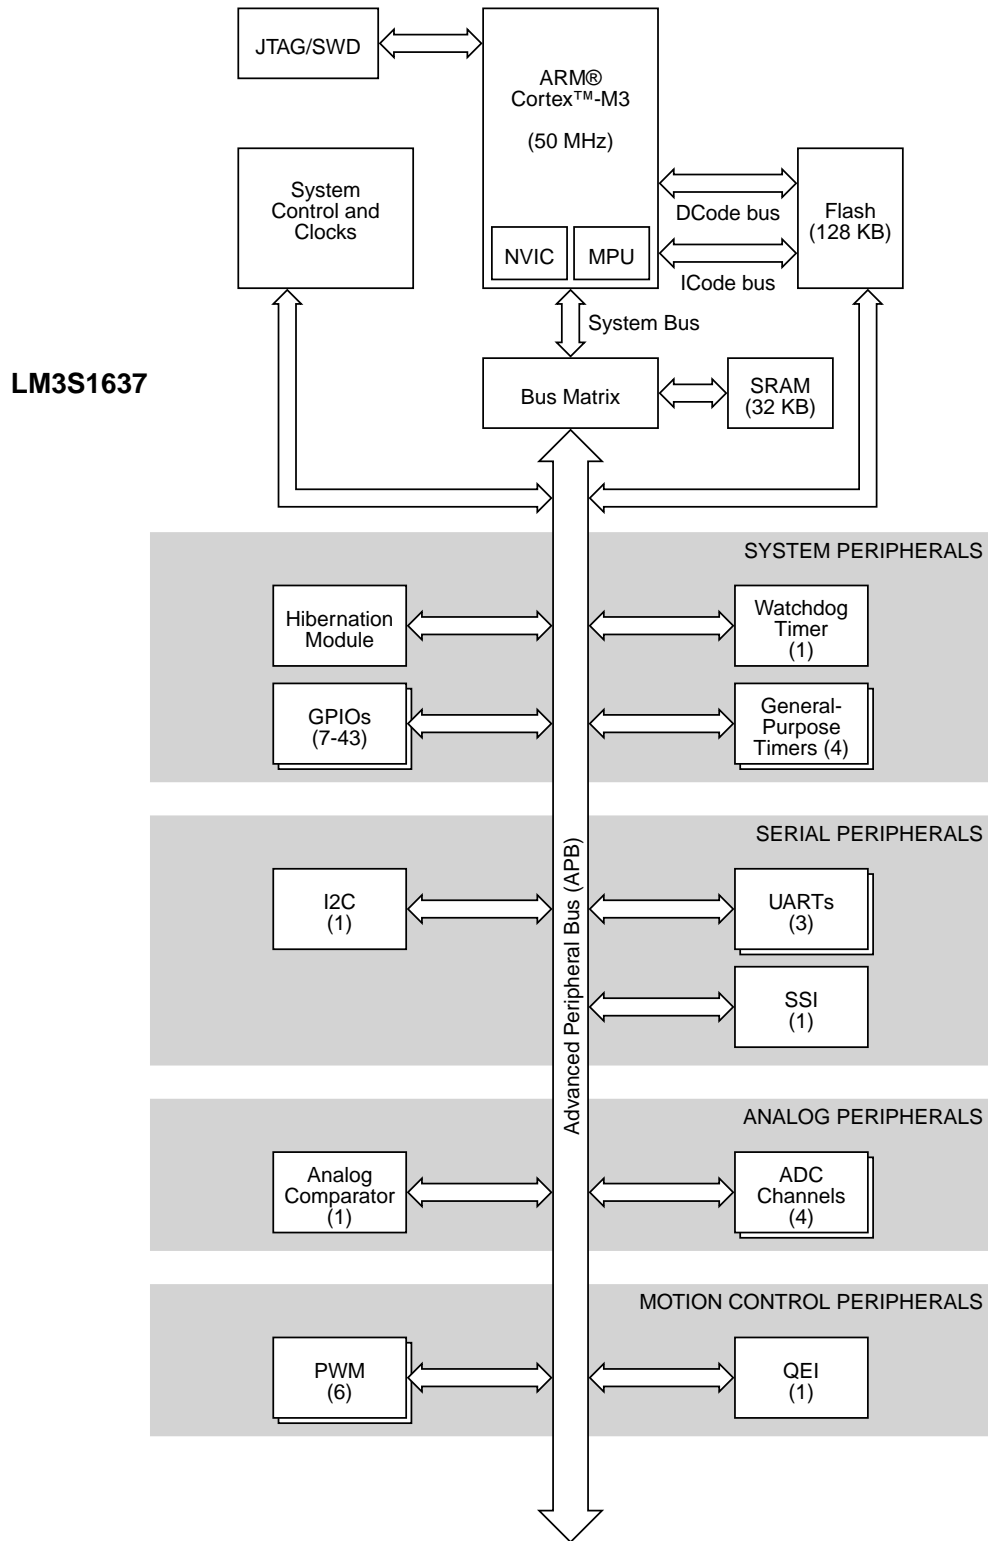 JTAG/SWD
ARM®
Cortex™-M3
(50 MHz)
System
Control and
Clocks
DCode bus
Flash
(128 KB)
NVIC
MPU
ICode bus
System Bus
LM3S1637
Bus Matrix
SRAM
(32 KB)
SYSTEM PERIPHERALS
Hibernation
Module
Watchdog
Timer
(1)
GPIOs
(7-43)
General-
Purpose
Timers (4)
Advanced Peripheral Bus (APB)
SERIAL PERIPHERALS
I2C
(1)
UARTs
(3)
SSI
(1)
ANALOG PERIPHERALS
Analog
Comparator
(1)
ADC
Channels
(4)
MOTION CONTROL PERIPHERALS
PWM
(6)
QEI
(1)